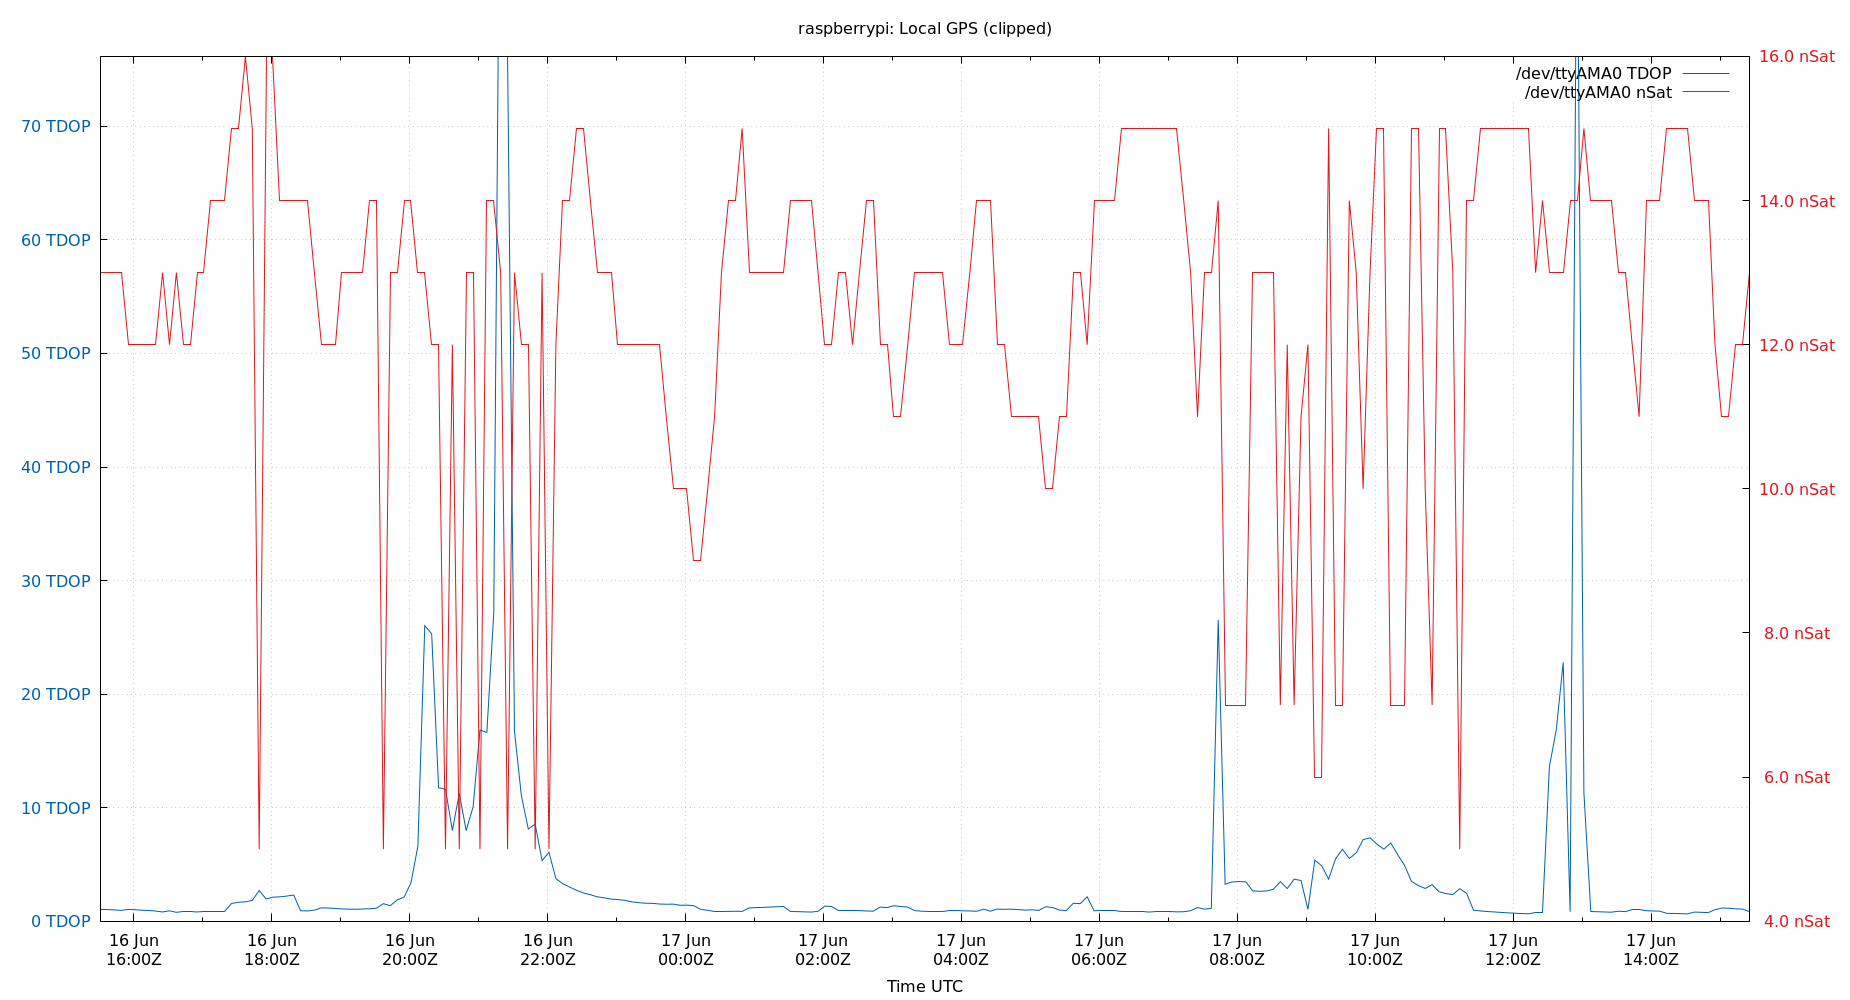 raspberrypi: Local GPS (clipped)
/dev/ttyAMA0 TDOP
/dev/ttyAMA0 nSat
70 TDOP
60 TDOP
50 TDOP
40 TDOP
30 TDOP
20 TDOP
10 TDOP
0 TDOP
16.0 nSat
14.0 nSat
12.0 nSat
10.0 nSat
8.0 nSat
6.0 nSat
4.0 nSat
16 Jun
16:00Z
16 Jun
18:00Z
16 Jun
20:00Z
16 Jun
22:00Z
17 Jun
00:00Z
17 Jun
02:00Z
17 Jun
04:00Z
17 Jun
06:00Z
17 Jun
08:00Z
17 Jun
10:00Z
17 Jun
12:00Z
17 Jun
14:00Z
Time UTC